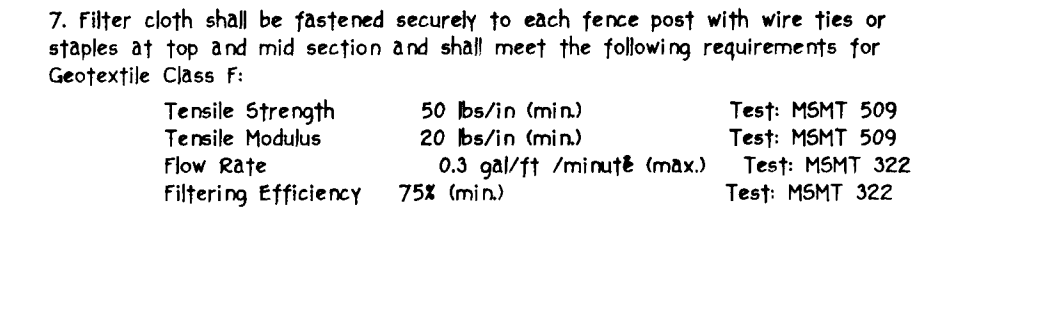 7. Filter cloth shall be fastened securely to each fence post with wire ties or
staples at top and mid section and shall meet the following requirements for
Geotextile Class F:
Tensile Strength 50 lbs/in (min.) Test: MSMT 509
Tensile Modulus 20 lbs/in (min.) Test: MSMT 509
Flow Rate 0.3 gal/ft /minute (max.) Test: MSMT 322
Filtering Efficiency 75% (min.) Test: MSMT 322